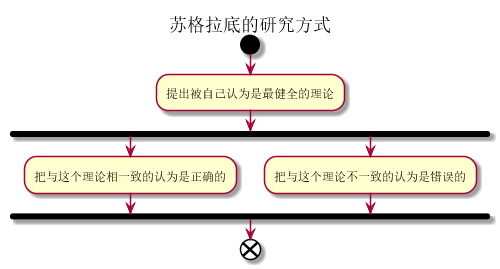 苏格拉底的研究方式
提出被自己认为是最健全的理论
把与这个理论相一致的认为是正确的
把与这个理论不一致的认为是错误的